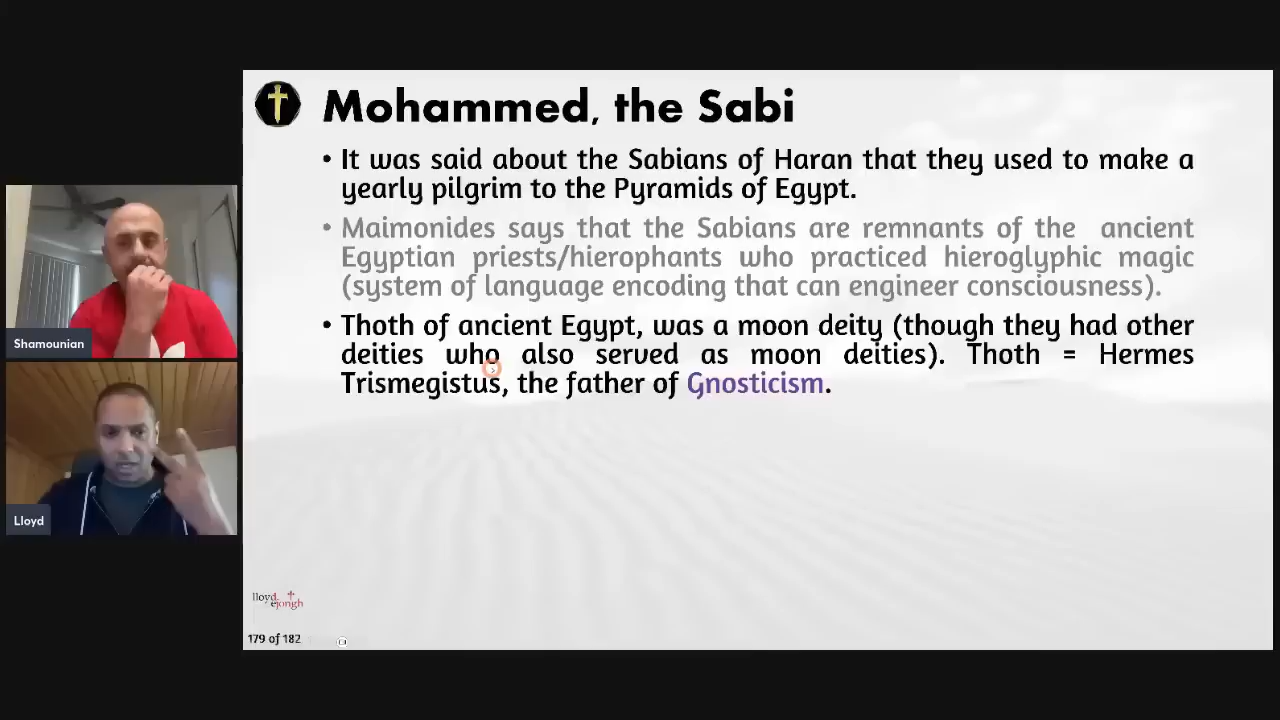 Mohammed, the Sabi
• It was said about the Sabians of Haran that they used to make a
yearly pilgrim to the Pyramids of Egypt.
• Maimonides says that the Sabians are remnants of the ancient
Egyptian priests/hierophants who practiced hieroglyphic magic
(system of language encoding that can engineer consciousness).
• Thoth of ancient Egypt, was a moon deity (though they had other
deities who also served as moon deities). Thoth = Hermes
Trismegistus, the father of Gnosticism.
Shamounian
Lloyd
lloyd
ejongh
179 of 182